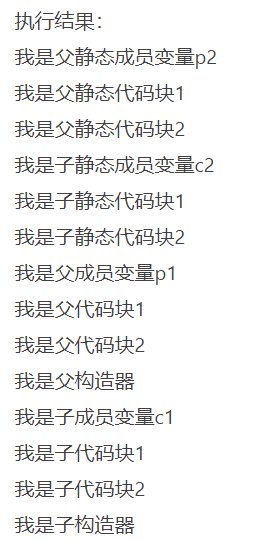 执行结果：
我是父静态成员变量p2
我是父静态代码块1
我是父静态代码块2
我是子静态成员变量c2
我是子静态代码块1
我是子静态代码块2
我是父成员变量p1
我是父代码块1
我是父代码块2
我是父构造器
我是子成员变量c1
我是子代码块1
我是子代码块2
我是子构造器